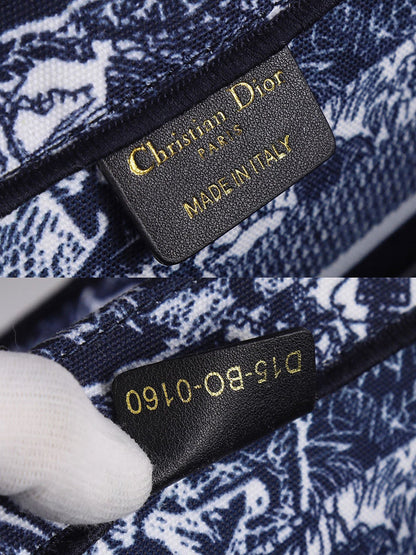 Christian Dior
PARIS
MADE IN ITALY
D15-BO-0160